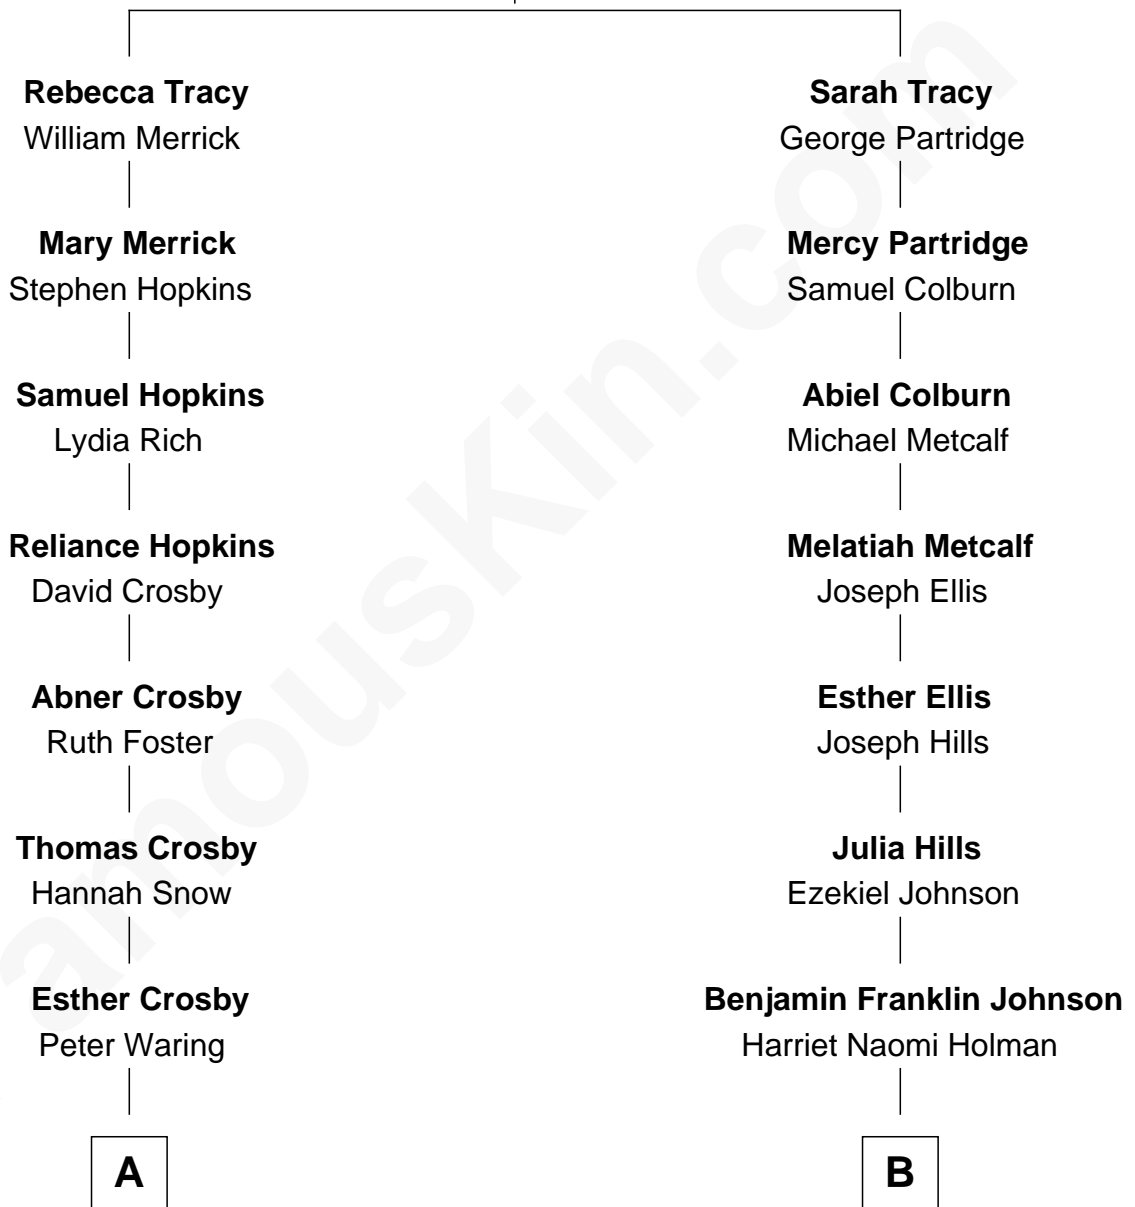 Rebecca Tracy
William Merrick
Sarah Tracy
George Partridge
Mary Merrick
Stephen Hopkins
Mercy Partridge
Samuel Colburn
Samuel Hopkins
Lydia Rich
Abiel Colburn
Michael Metcalf
Reliance Hopkins
David Crosby
Melatiah Metcalf
Joseph Ellis
Abner Crosby
Ruth Foster
Esther Ellis
Joseph Hills
Thomas Crosby
Hannah Snow
Julia Hills
Ezekiel Johnson
Esther Crosby
Peter Waring
Benjamin Franklin Johnson
Harriet Naomi Holman
A
B
amousKin.com